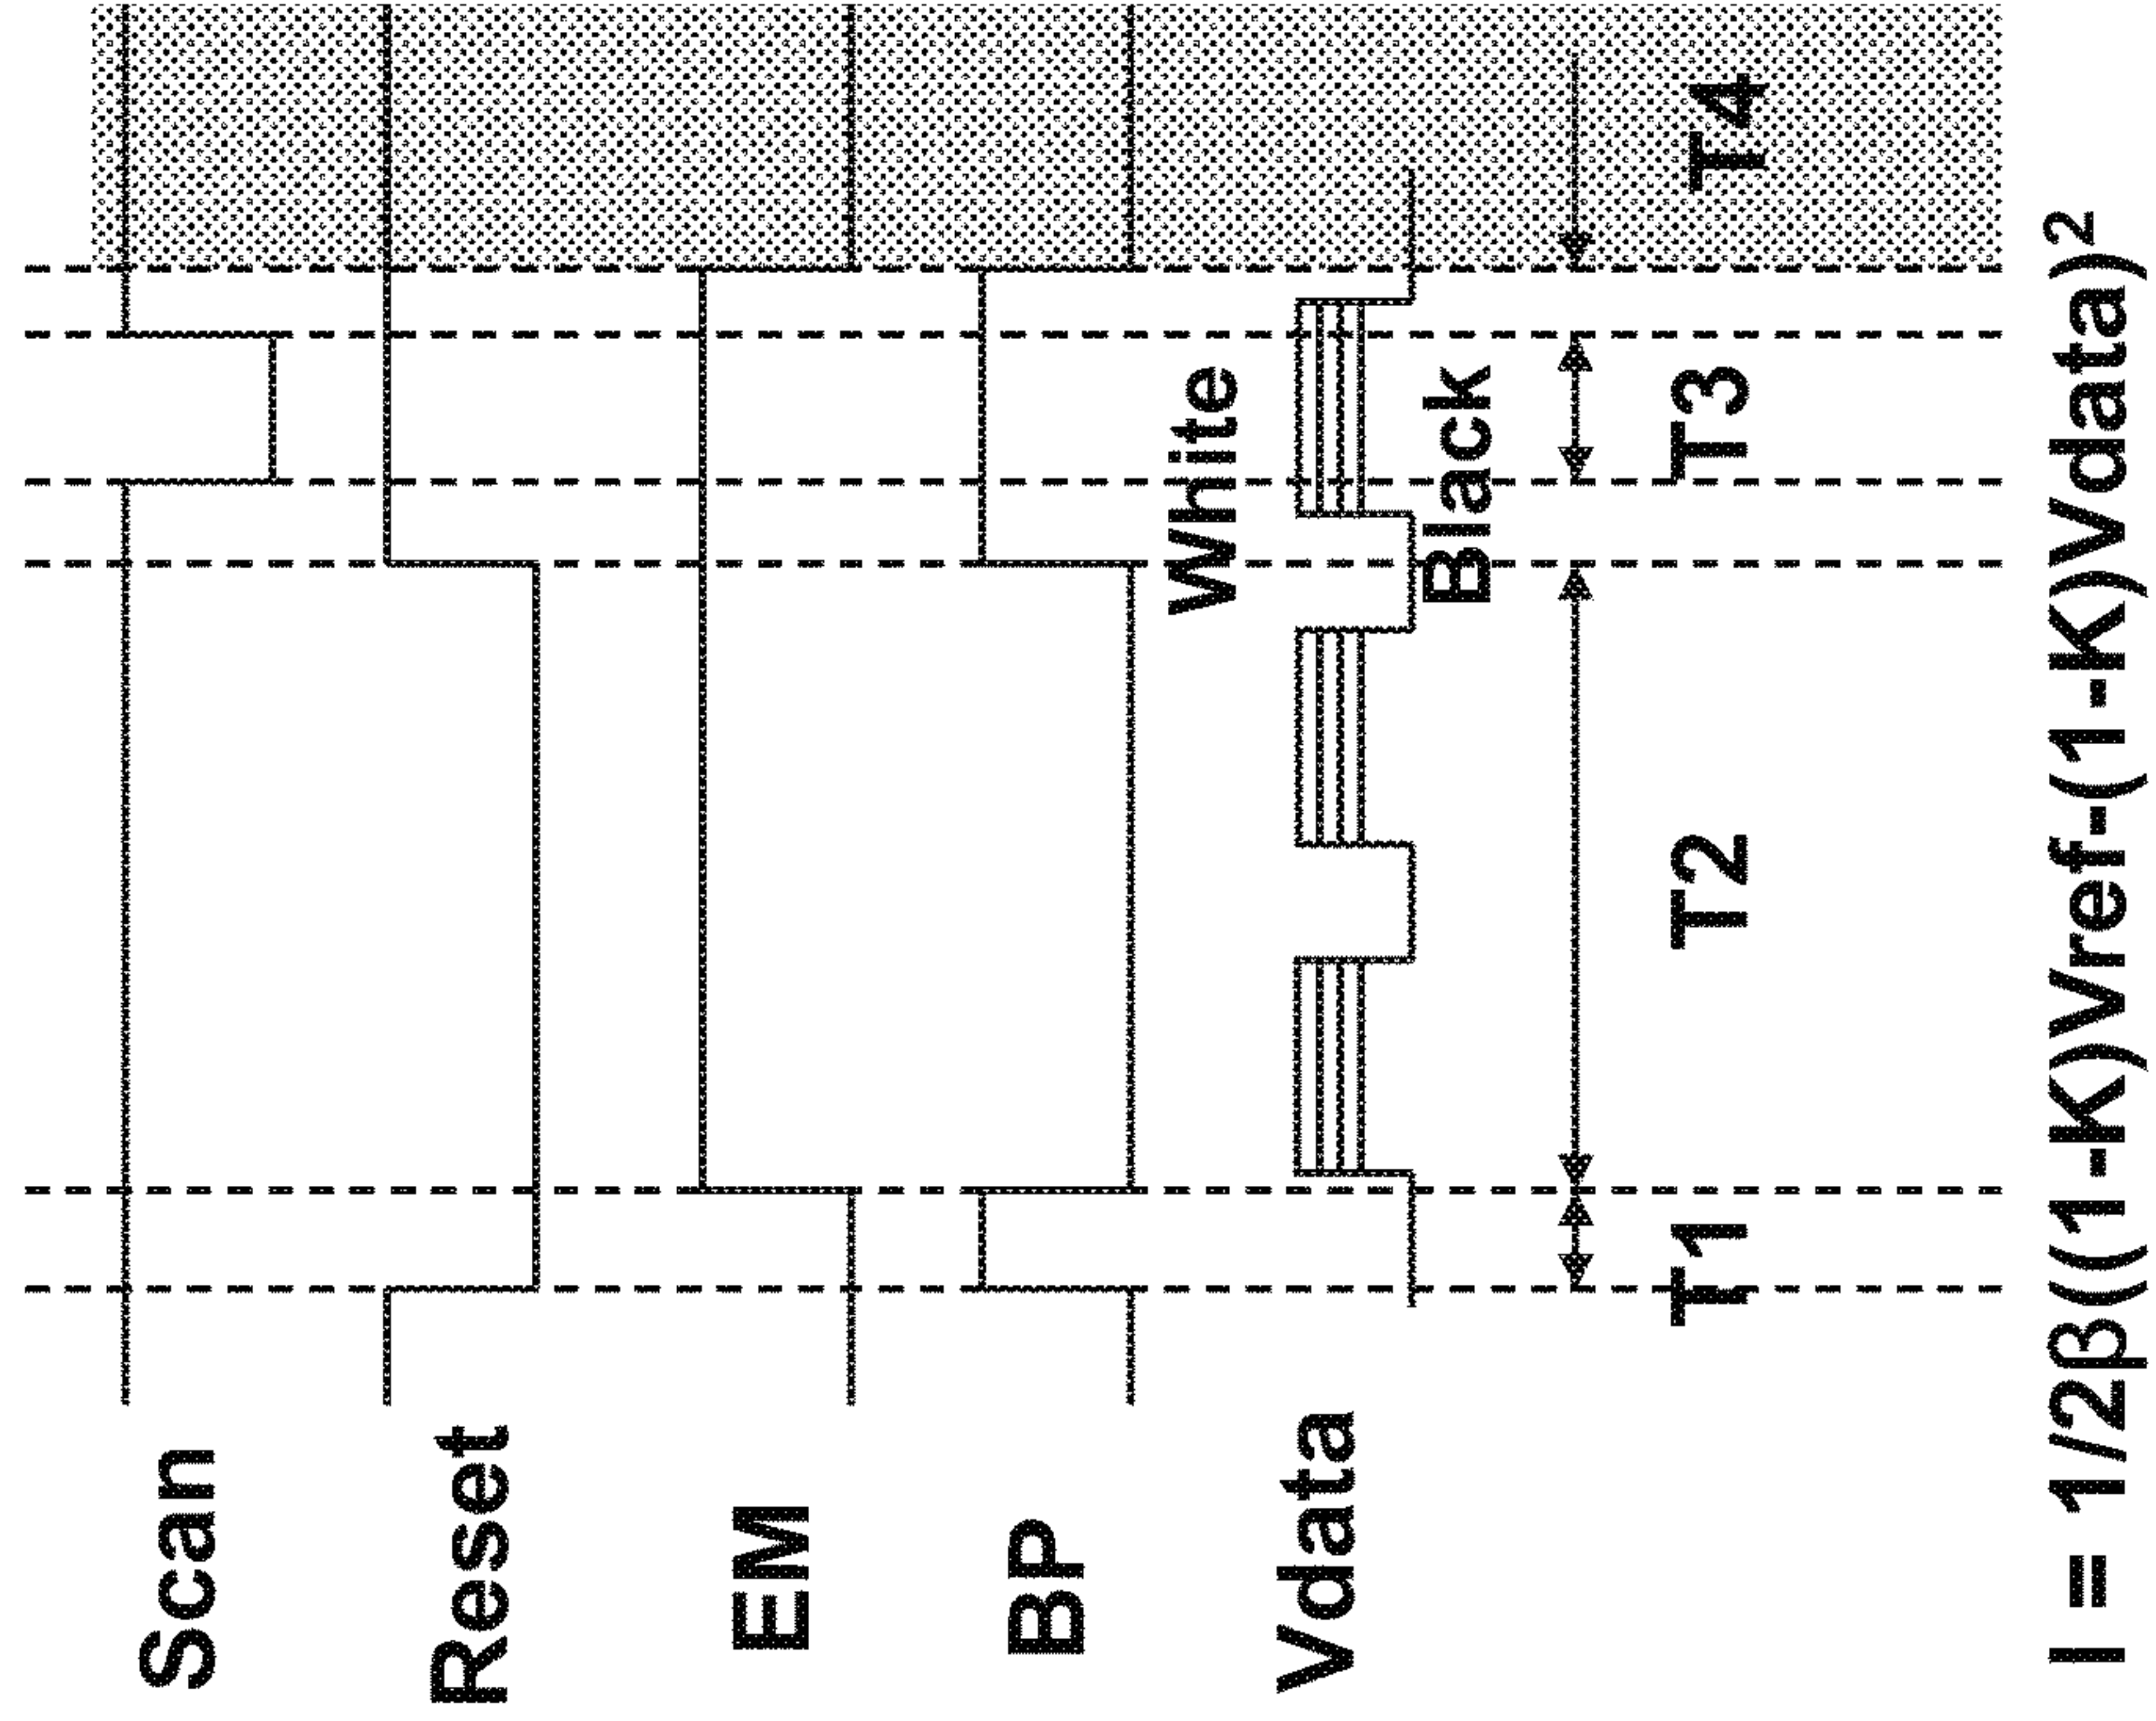 Scan
Reset
EM
BP
Vdata
White
Black
T1
T2
T3
T4
I = 1/2β((1-K)Vref-(1-K)Vdata)²